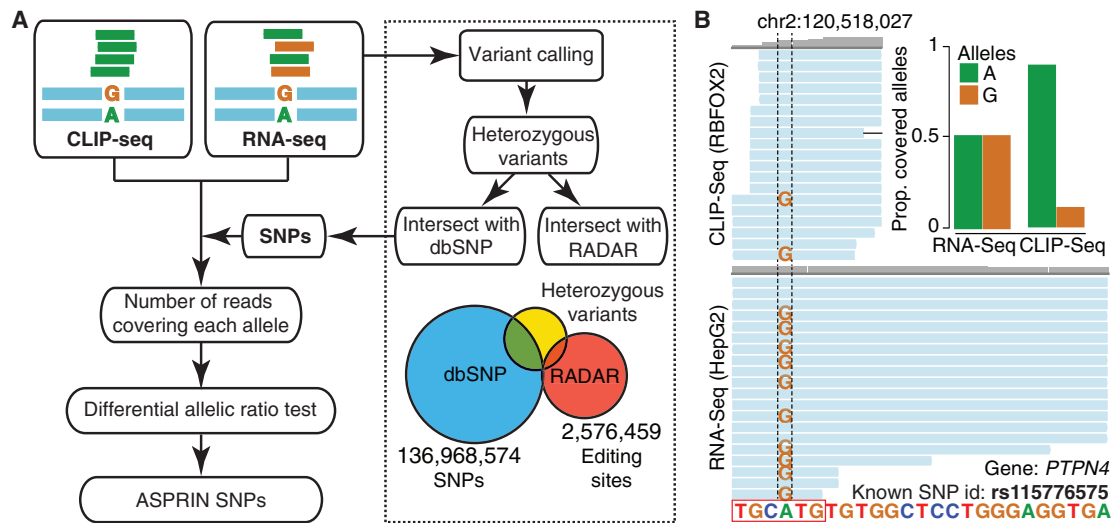 A
G
A
CLIP-seq
G
A
RNA-seq
Variant calling
Heterozygous
variants
Intersect with
dbSNP
Intersect with
RADAR
SNPs
Number of reads
covering each allele
Differential allelic ratio test
ASPRIN SNPs
Heterozygous
variants
dbSNP
RADAR
136,968,574
SNPs
2,576,459
Editing
sites
B
chr2:120,518,027
CLIP-Seq (RBFOX2)
G
G
Prop. covered alleles
1
0.5
0
Alleles
A
G
RNA-Seq
CLIP-Seq
RNA-Seq (HepG2)
G
G
G
G
G
G
G
G
G
G
Gene: PTPN4
Known SNP id: rs115776575
TGCATGTGTGGCTCCTGGGAGGTGA